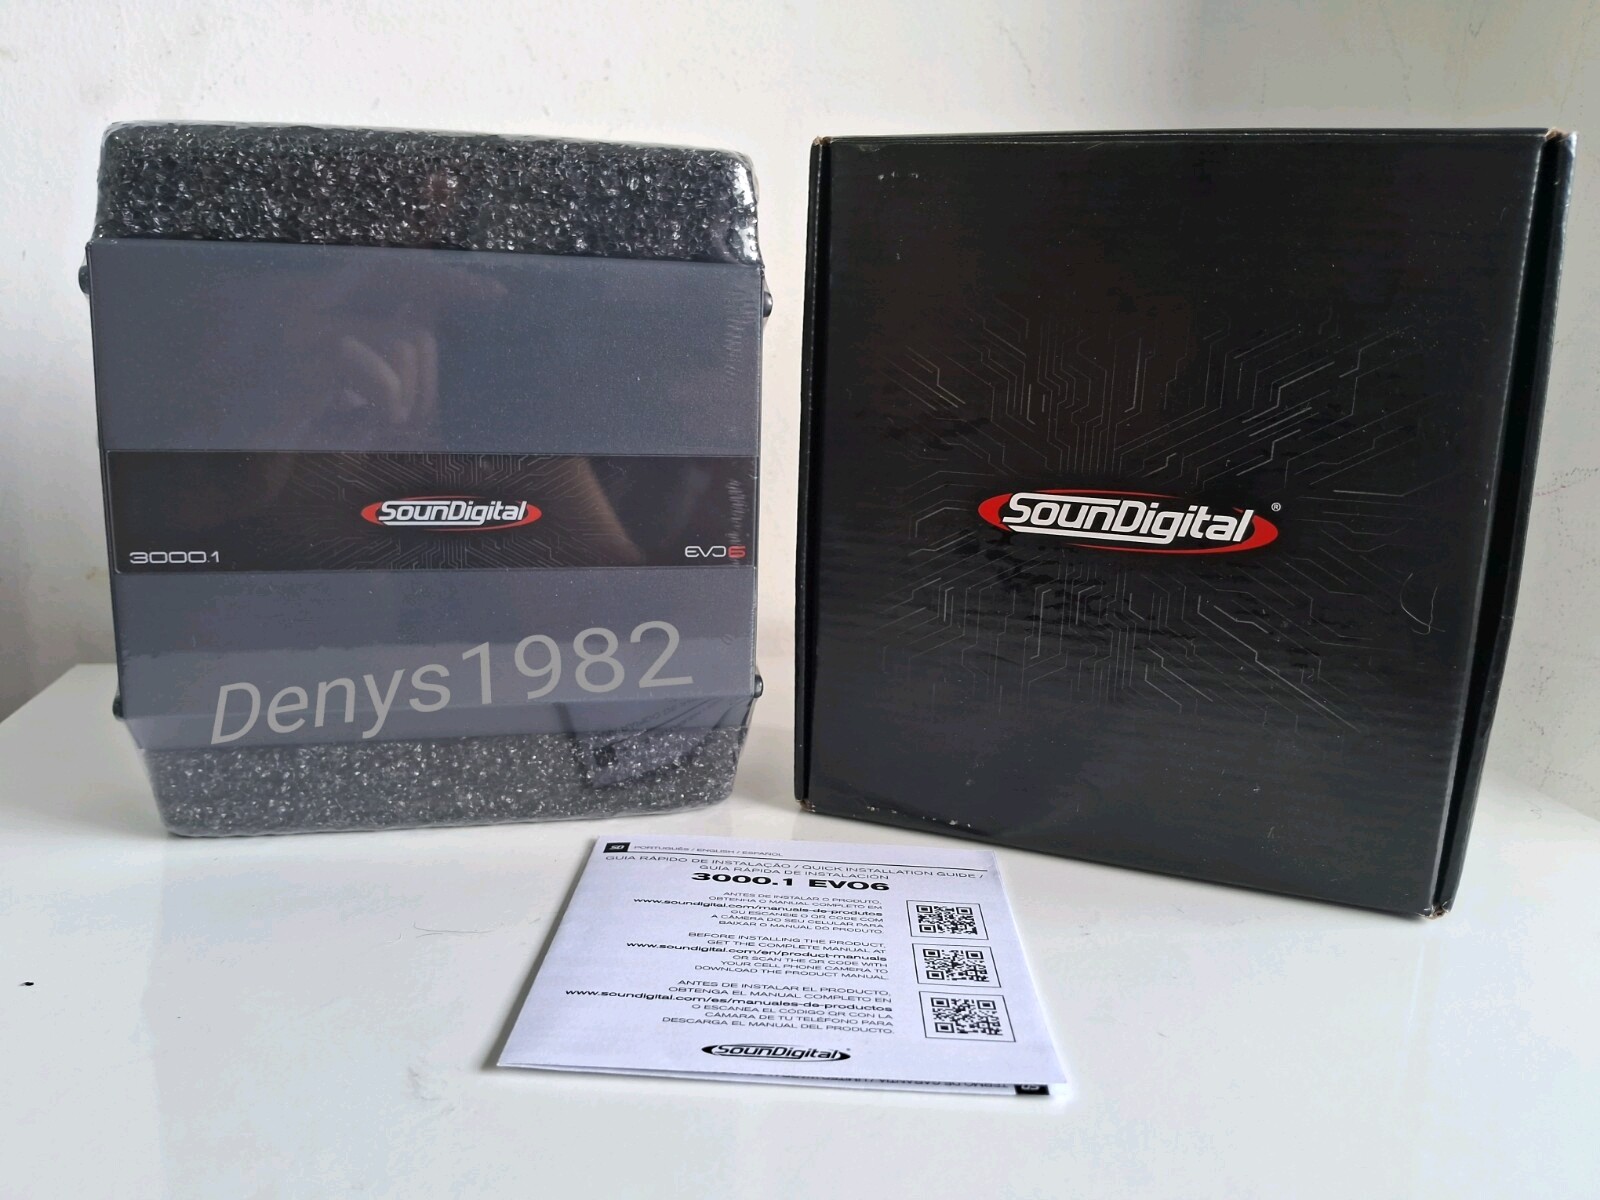 SounDigital
3000.1
EVO6
Denys1982
SounDigital®
SD PORTUGUÊS / ENGLISH / ESPAÑOL
GUIA RÁPIDO DE INSTALAÇÃO / QUICK INSTALLATION GUIDE /
GUÍA RÁPIDA DE INSTALACIÓN
3000.1 EVO6
ANTES DE INSTALAR O PRODUTO,
OBTENHA O MANUAL COMPLETO EM
www.soundigital.com/manuais-de-produtos
OU ESCANEIE O QR CODE COM
A CÂMERA DO SEU CELULAR PARA
BAIXAR O MANUAL DO PRODUTO.
BEFORE INSTALLING THE PRODUCT,
GET THE COMPLETE MANUAL AT
www.soundigital.com/en/product-manuals
OR SCAN THE QR CODE WITH
YOUR CELL PHONE CAMERA TO
DOWNLOAD THE PRODUCT MANUAL.
ANTES DE INSTALAR EL PRODUCTO,
OBTENGA EL MANUAL COMPLETO EN
www.soundigital.com/es/manuales-de-productos
O ESCANEA EL CÓDIGO QR CON LA
CÁMARA DE TU TELÉFONO PARA
DESCARGA EL MANUAL DEL PRODUCTO.
SounDigital